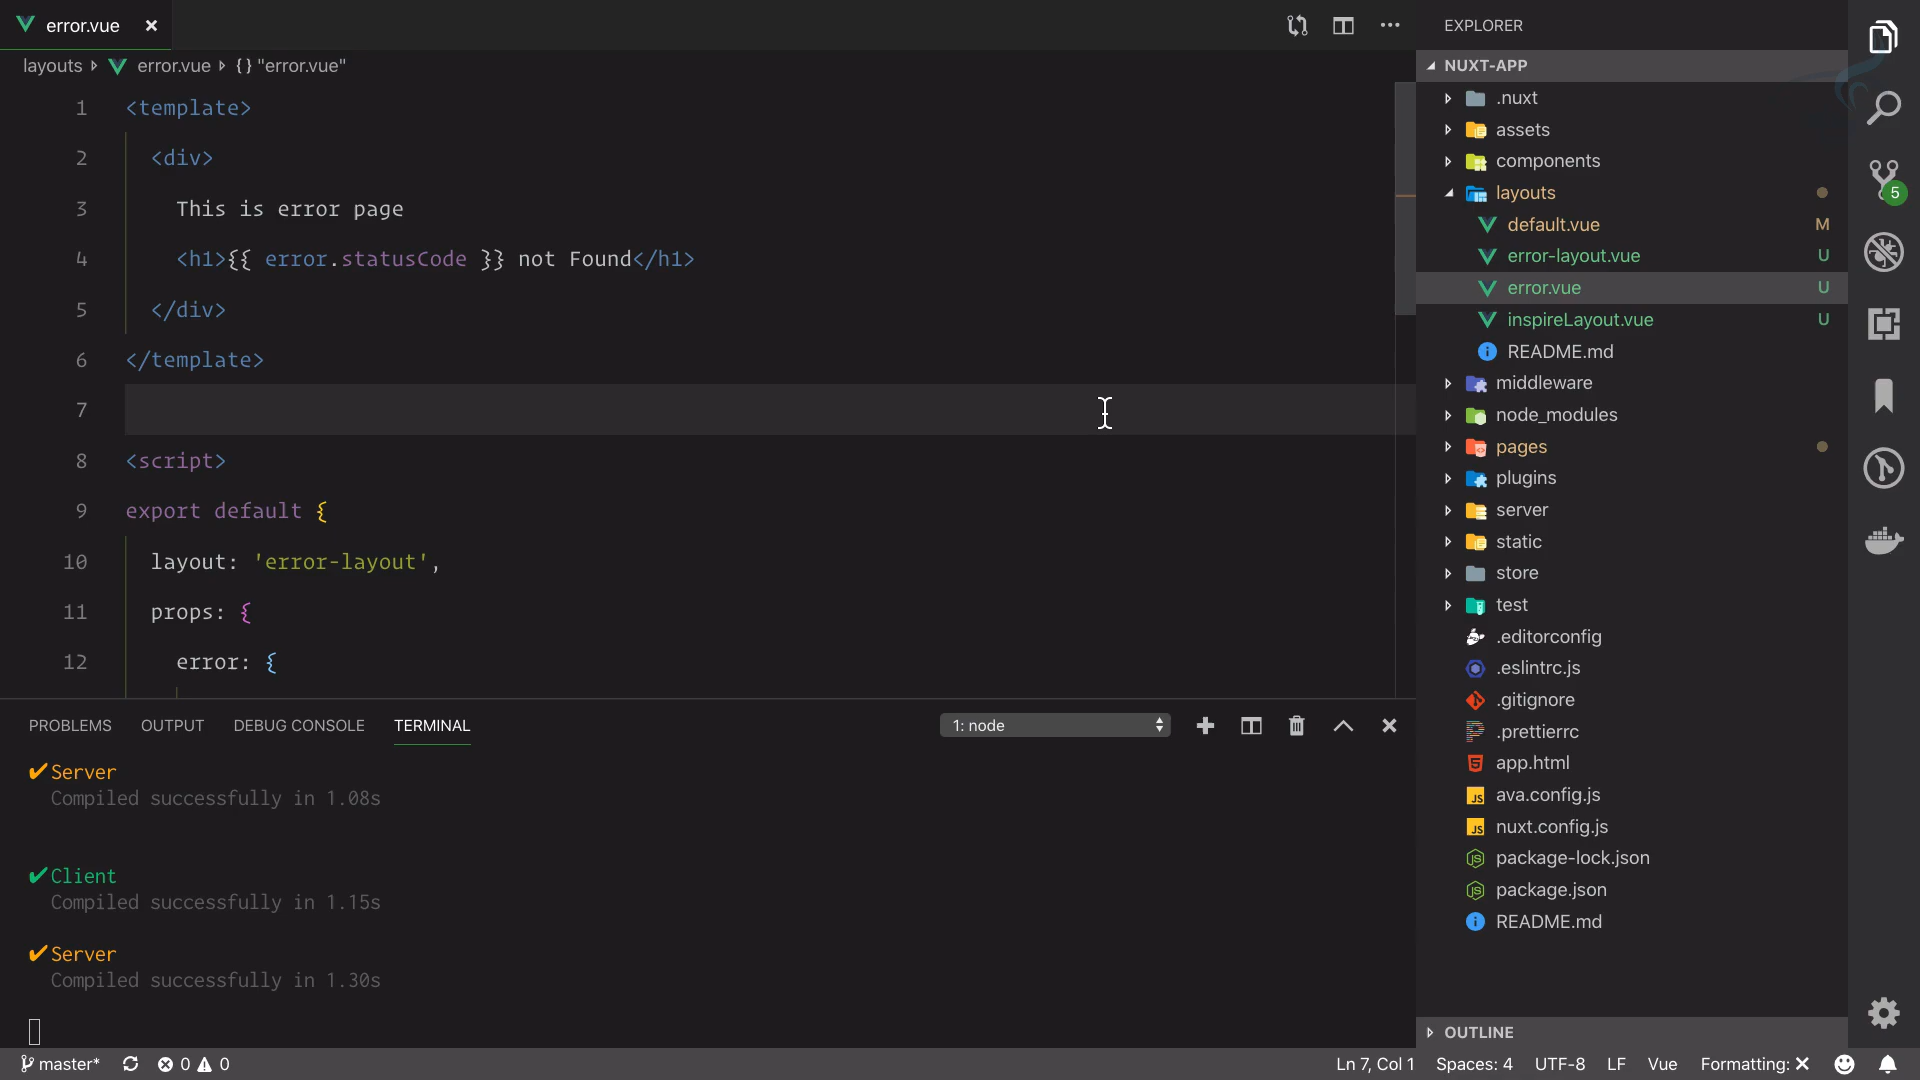 error.vue
layouts error.vue {} "error.vue"
1 <template>
2 <div>
3 This is error page
4 <h1>{{ error.statusCode }} not Found</h1>
5 </div>
6 </template>
7
8 <script>
9 export default {
10 layout: 'error-layout',
11 props: {
12 error: {
PROBLEMS OUTPUT DEBUG CONSOLE TERMINAL 1: node
✔Server
Compiled successfully in 1.08s
✔Client
Compiled successfully in 1.15s
✔Server
Compiled successfully in 1.30s
EXPLORER
NUXT-APP
.nuxt
assets
components
layouts
default.vue M
error-layout.vue U
error.vue U
inspireLayout.vue U
README.md
middleware
node_modules
pages
plugins
server
static
store
test
.editorconfig
.eslintrc.js
.gitignore
.prettierrc
app.html
ava.config.js
nuxt.config.js
package-lock.json
package.json
README.md
OUTLINE
5
master* 0 0 Ln 7, Col 1 Spaces: 4 UTF-8 LF Vue Formatting: ✕